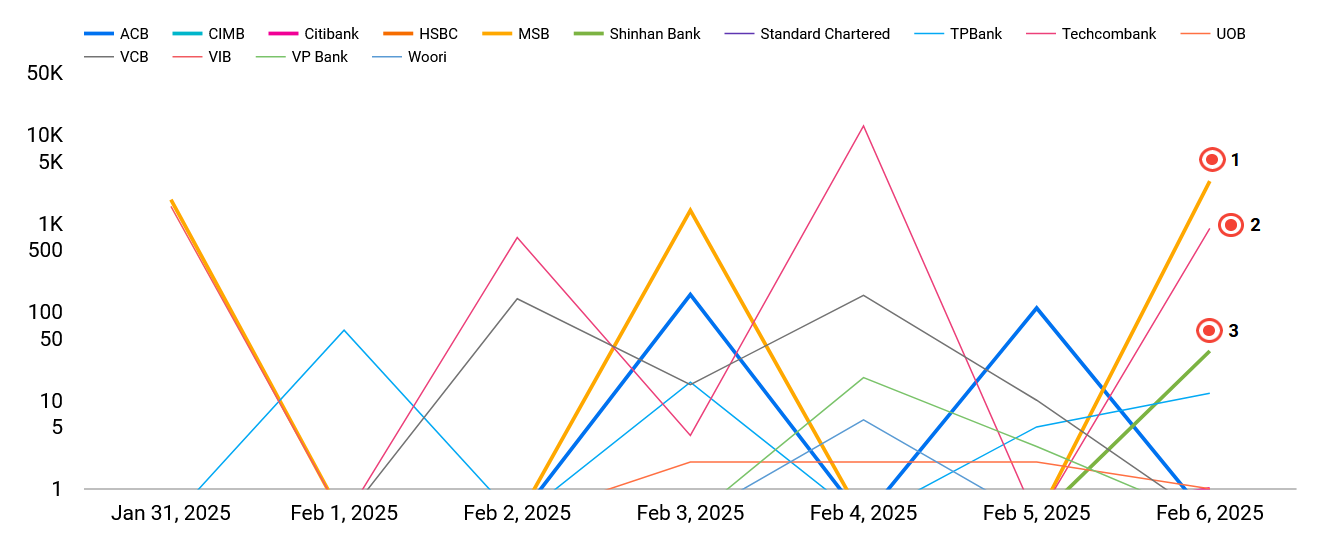 ACB CIMB Citibank HSBC MSB Shinhan Bank Standard Chartered TPBank Techcombank UOB
VCB VIB VP Bank Woori
50K
10K
5K
1
1K
2
500
100
3
50
10
5
1
Jan 31, 2025 Feb 1, 2025 Feb 2, 2025 Feb 3, 2025 Feb 4, 2025 Feb 5, 2025 Feb 6, 2025